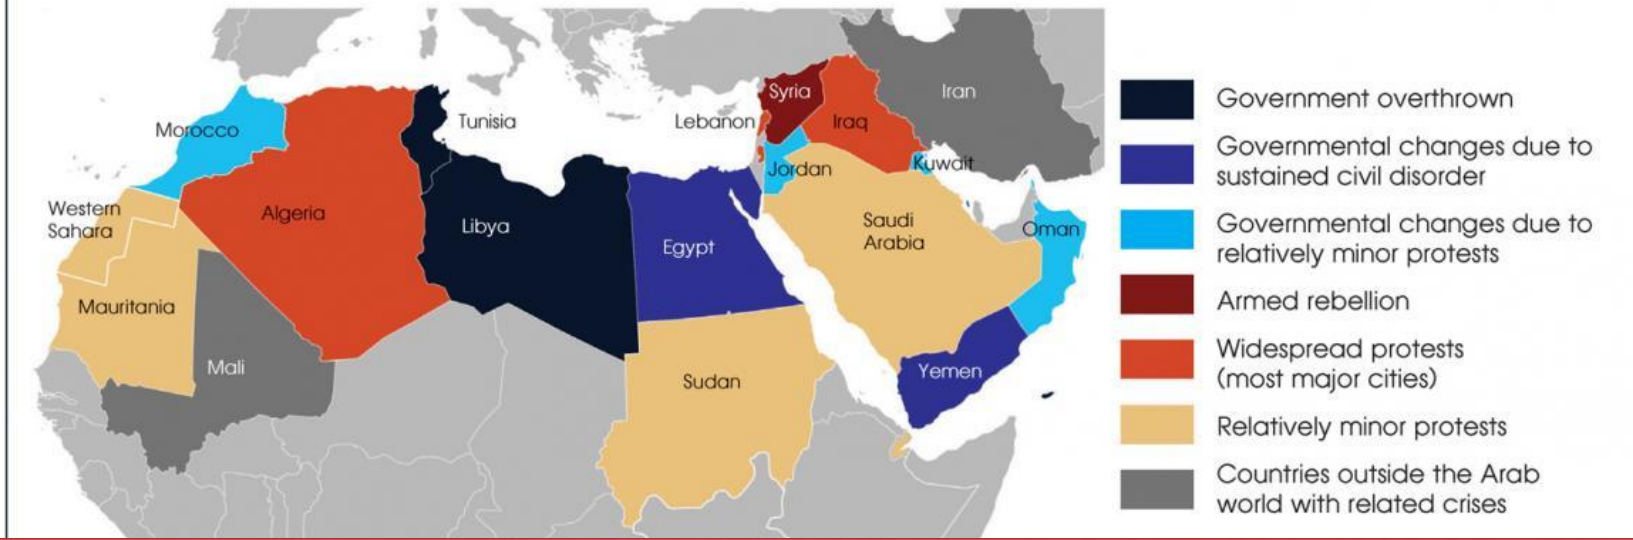 Morocco
Tunisia
Algeria
Libya
Egypt
Western
Sahara
Mauritania
Mali
Sudan
Syria
Lebanon
Iraq
Iran
Jordan
Kuwait
Saudi
Arabia
Oman
Yemen
Government overthrown
Governmental changes due to
sustained civil disorder
Governmental changes due to
relatively minor protests
Armed rebellion
Widespread protests
(most major cities)
Relatively minor protests
Countries outside the Arab
world with related crises